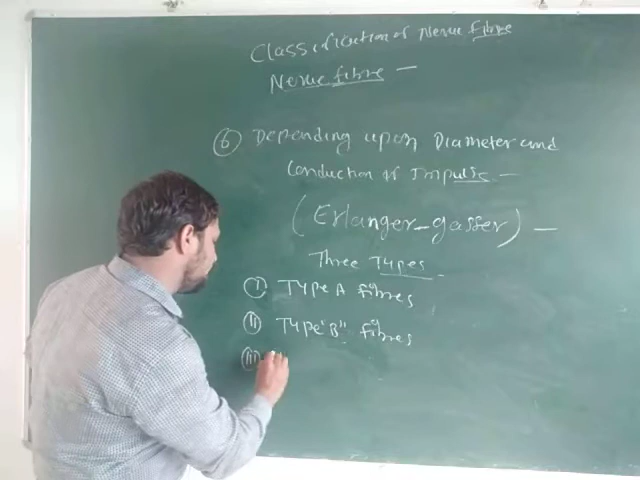 Classification of Nerve fibre
Nerve fibre —
⑥ Depending upon Diameter and
Conduction of Impulse —
(Erlanger-gasser) —
Three Types
(i) Type A fibres
(ii) Type "B" fibres
(iii)